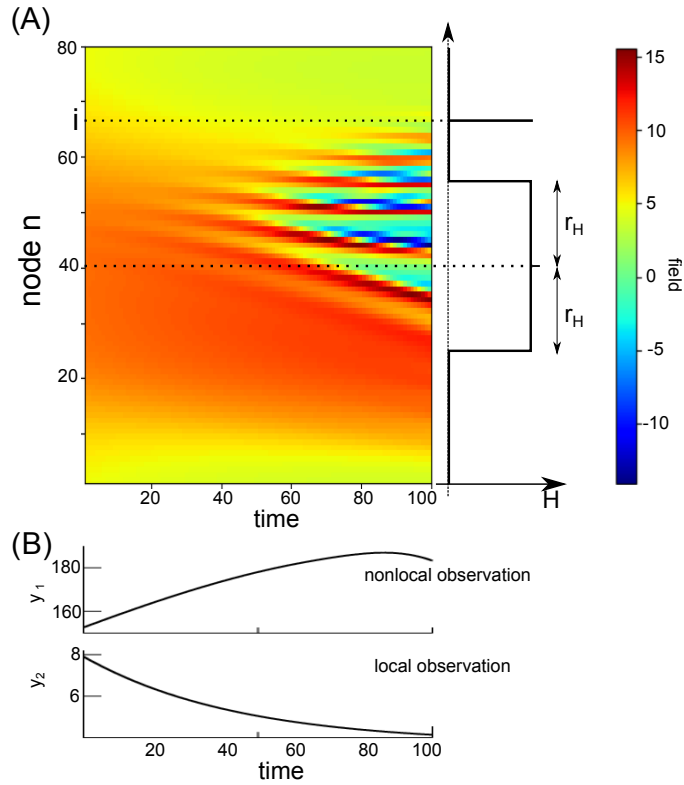 (A)
80
i
60
node n
40
20
20 40 60 80 100
time
r_H
r_H
H
15
10
5
0
field
-5
-10
(B)
180
y_1
160
nonlocal observation
8
y_2
6
local observation
20 40 60 80 100
time